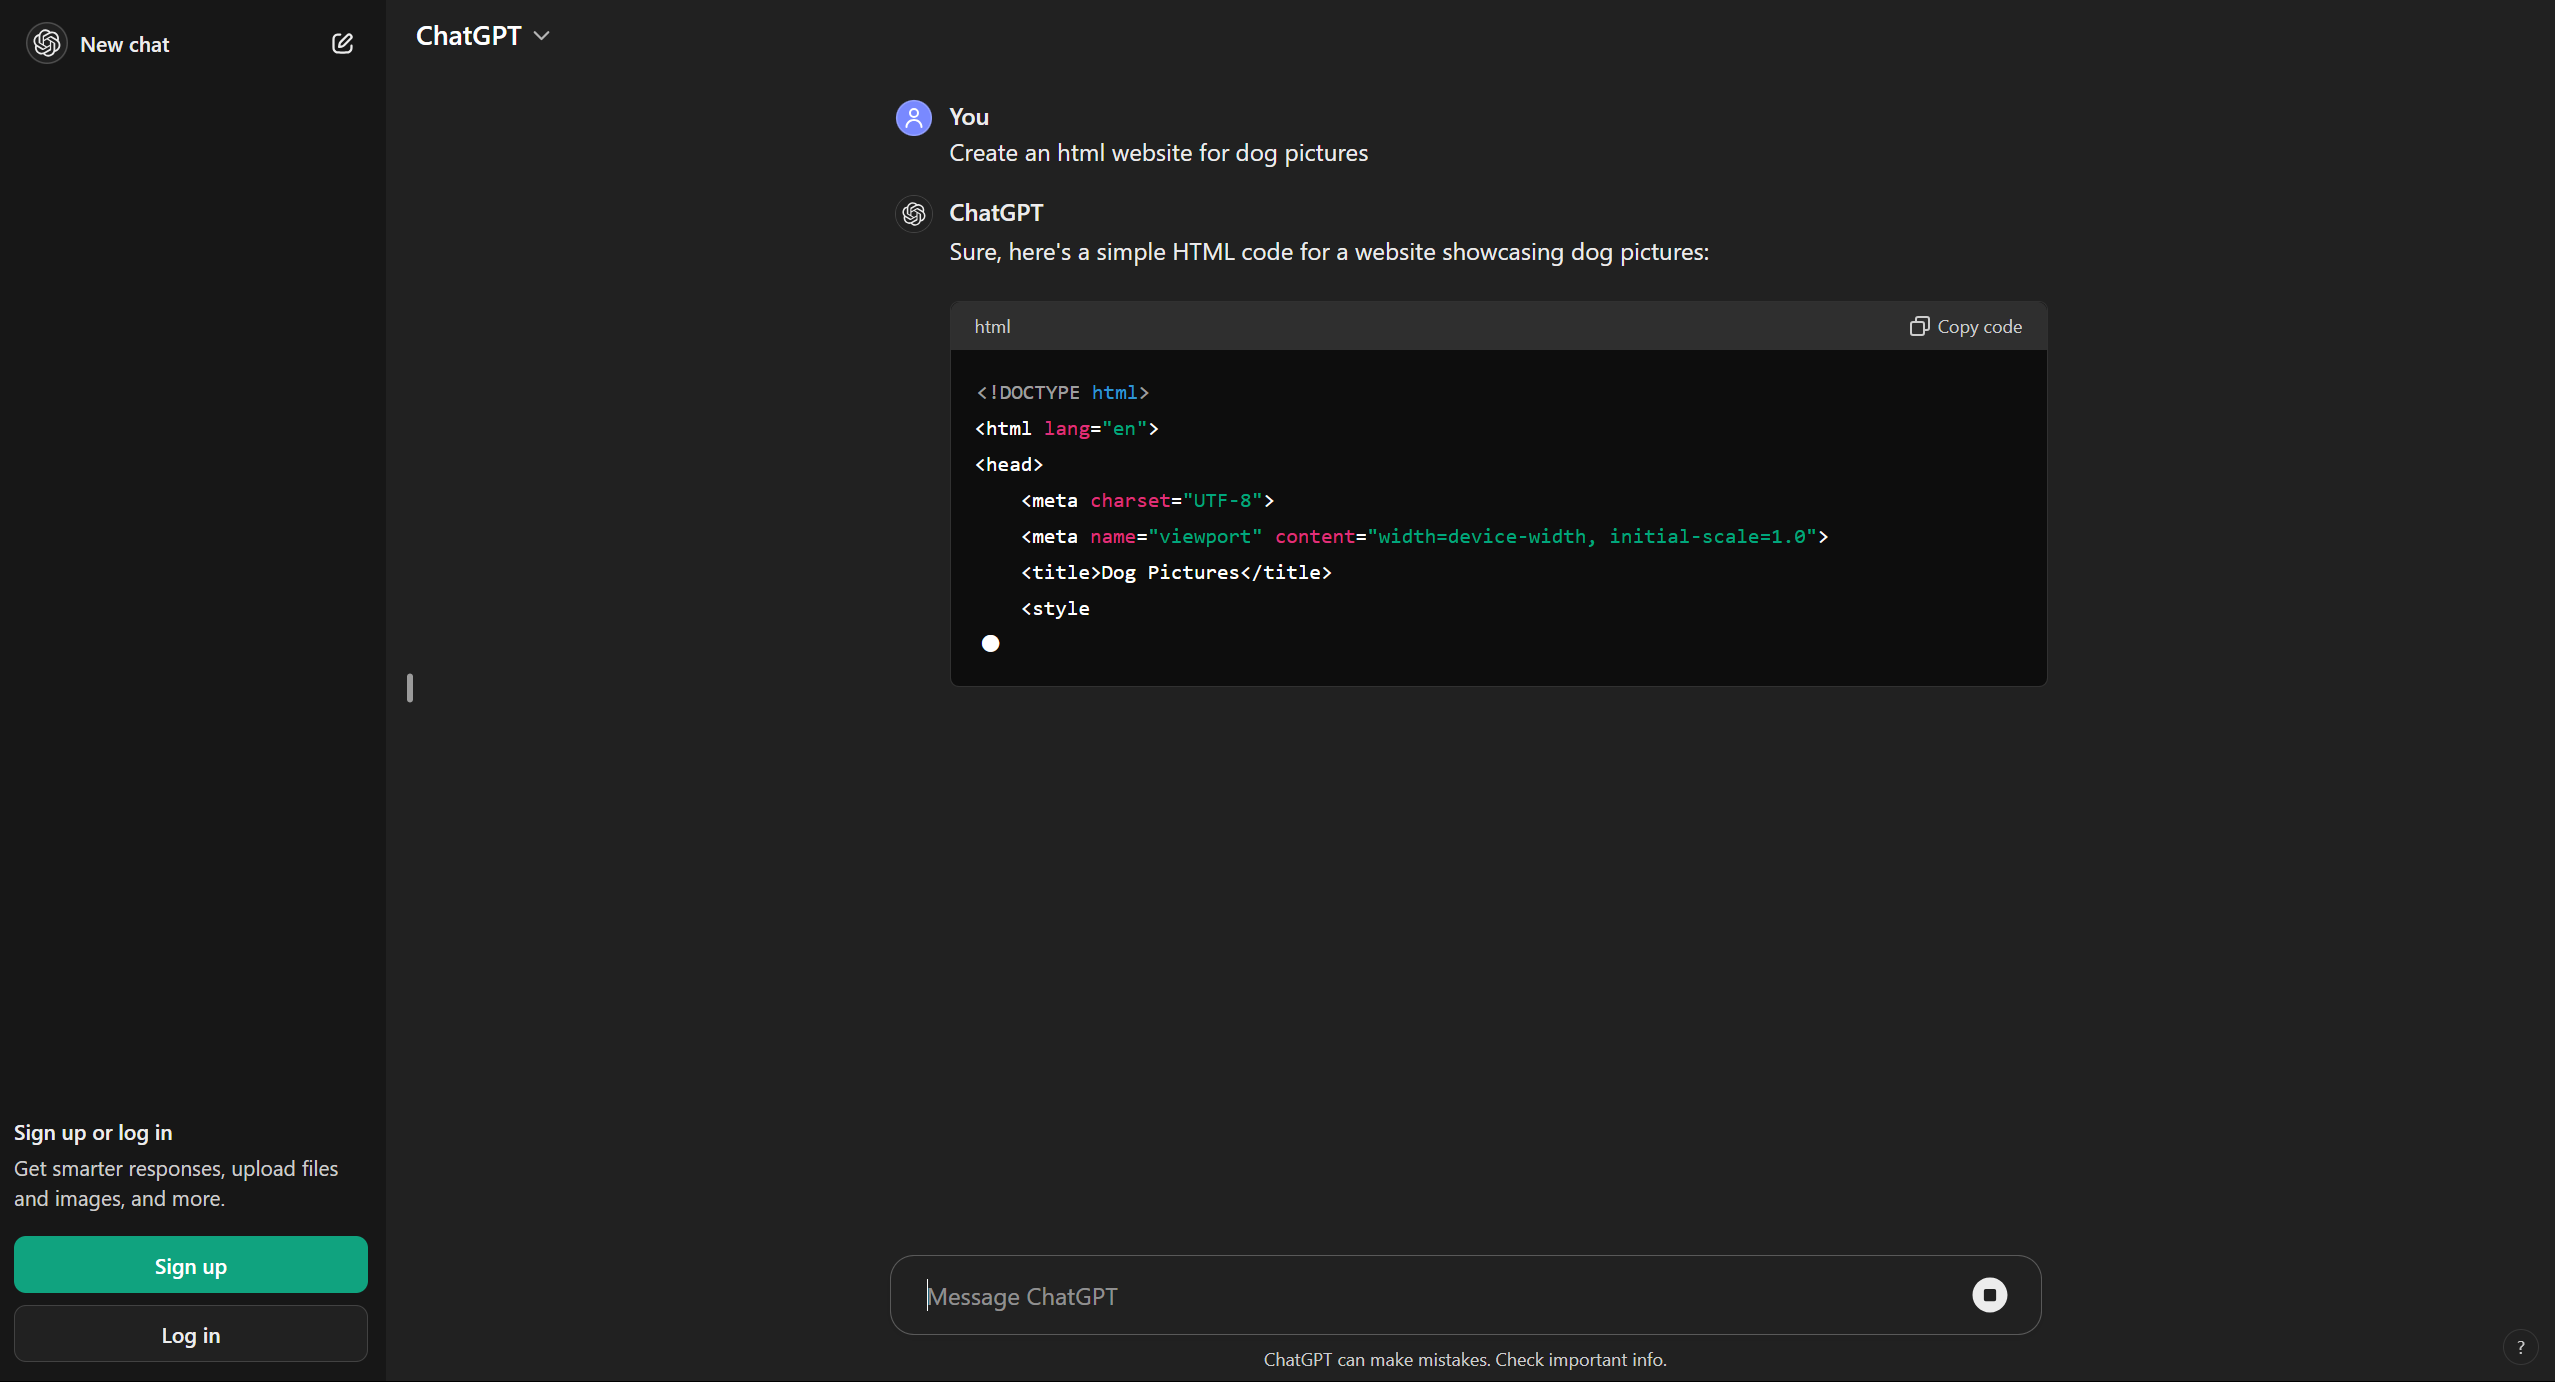 New chat
ChatGPT
You
Create an html website for dog pictures
ChatGPT
Sure, here's a simple HTML code for a website showcasing dog pictures:
html
Copy code
<!DOCTYPE html>
<html lang="en">
<head>
    <meta charset="UTF-8">
    <meta name="viewport" content="width=device-width, initial-scale=1.0">
    <title>Dog Pictures</title>
    <style
Sign up or log in
Get smarter responses, upload files
and images, and more.
Sign up
Log in
Message ChatGPT
ChatGPT can make mistakes. Check important info.
?